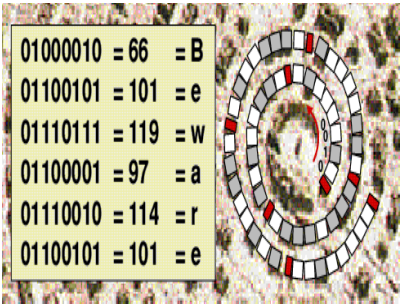 01000010 = 66 = B
01100101 = 101 = e
01110111 = 119 = w
01100001 = 97 = a
01110010 = 114 = r
01100101 = 101 = e